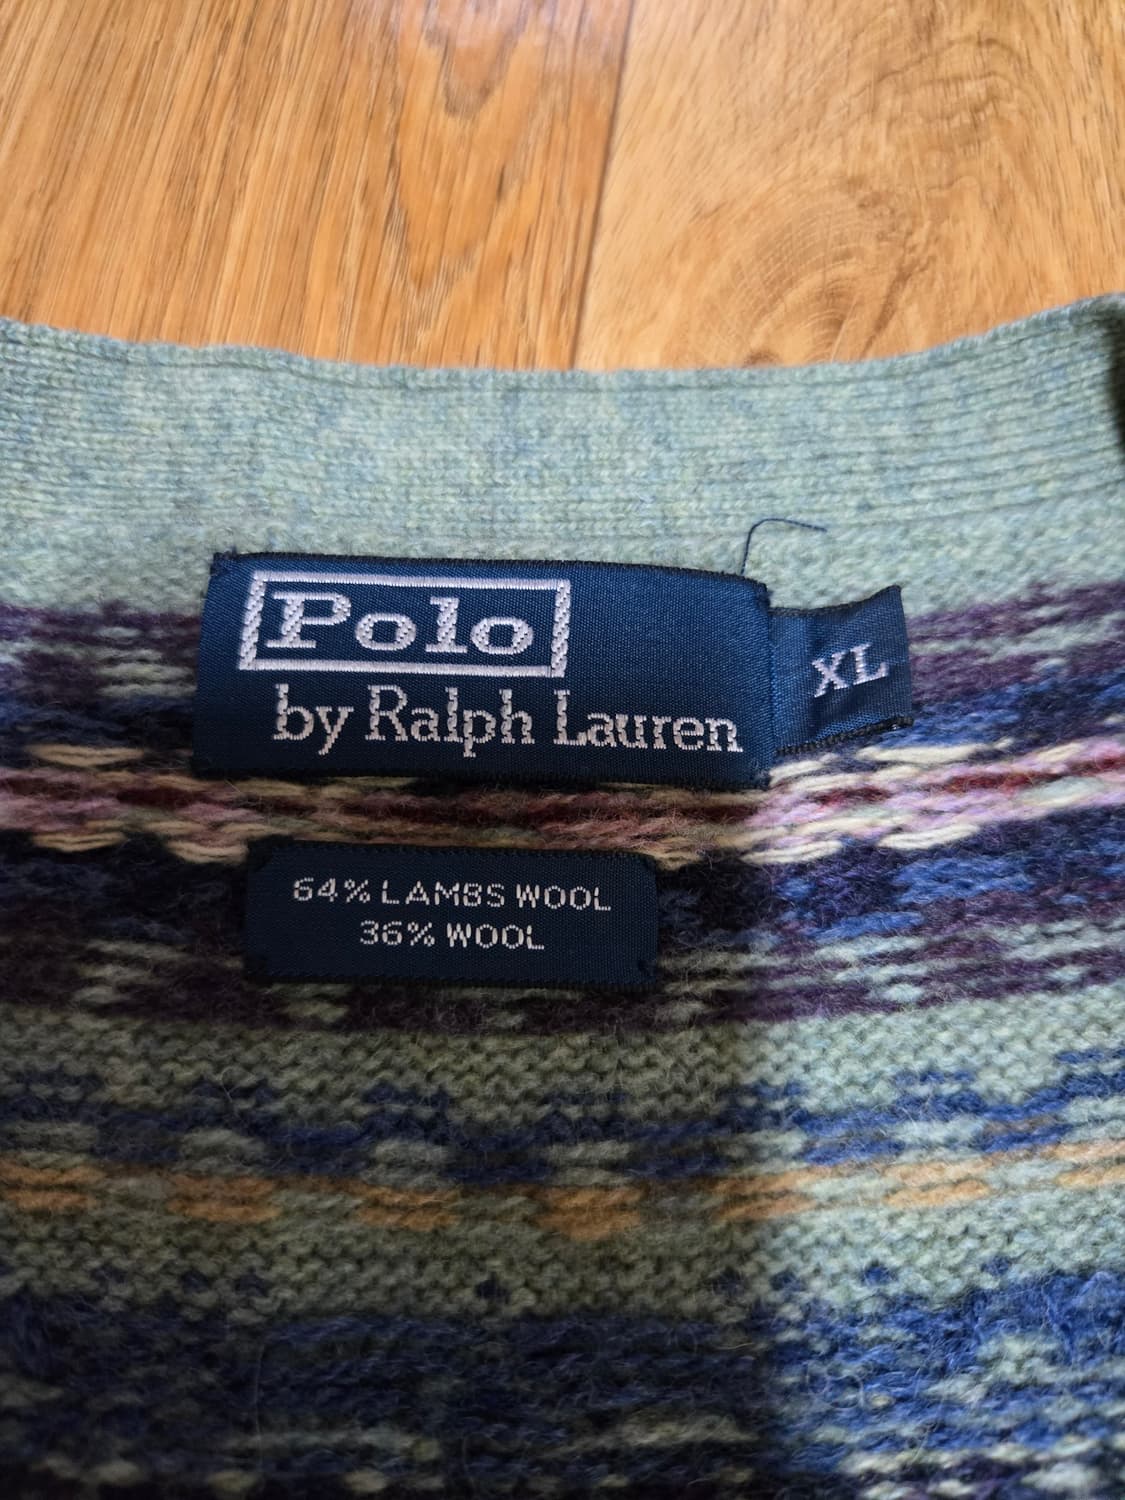 Polo
by Ralph Lauren
XL
64% LAMBS WOOL
36% WOOL